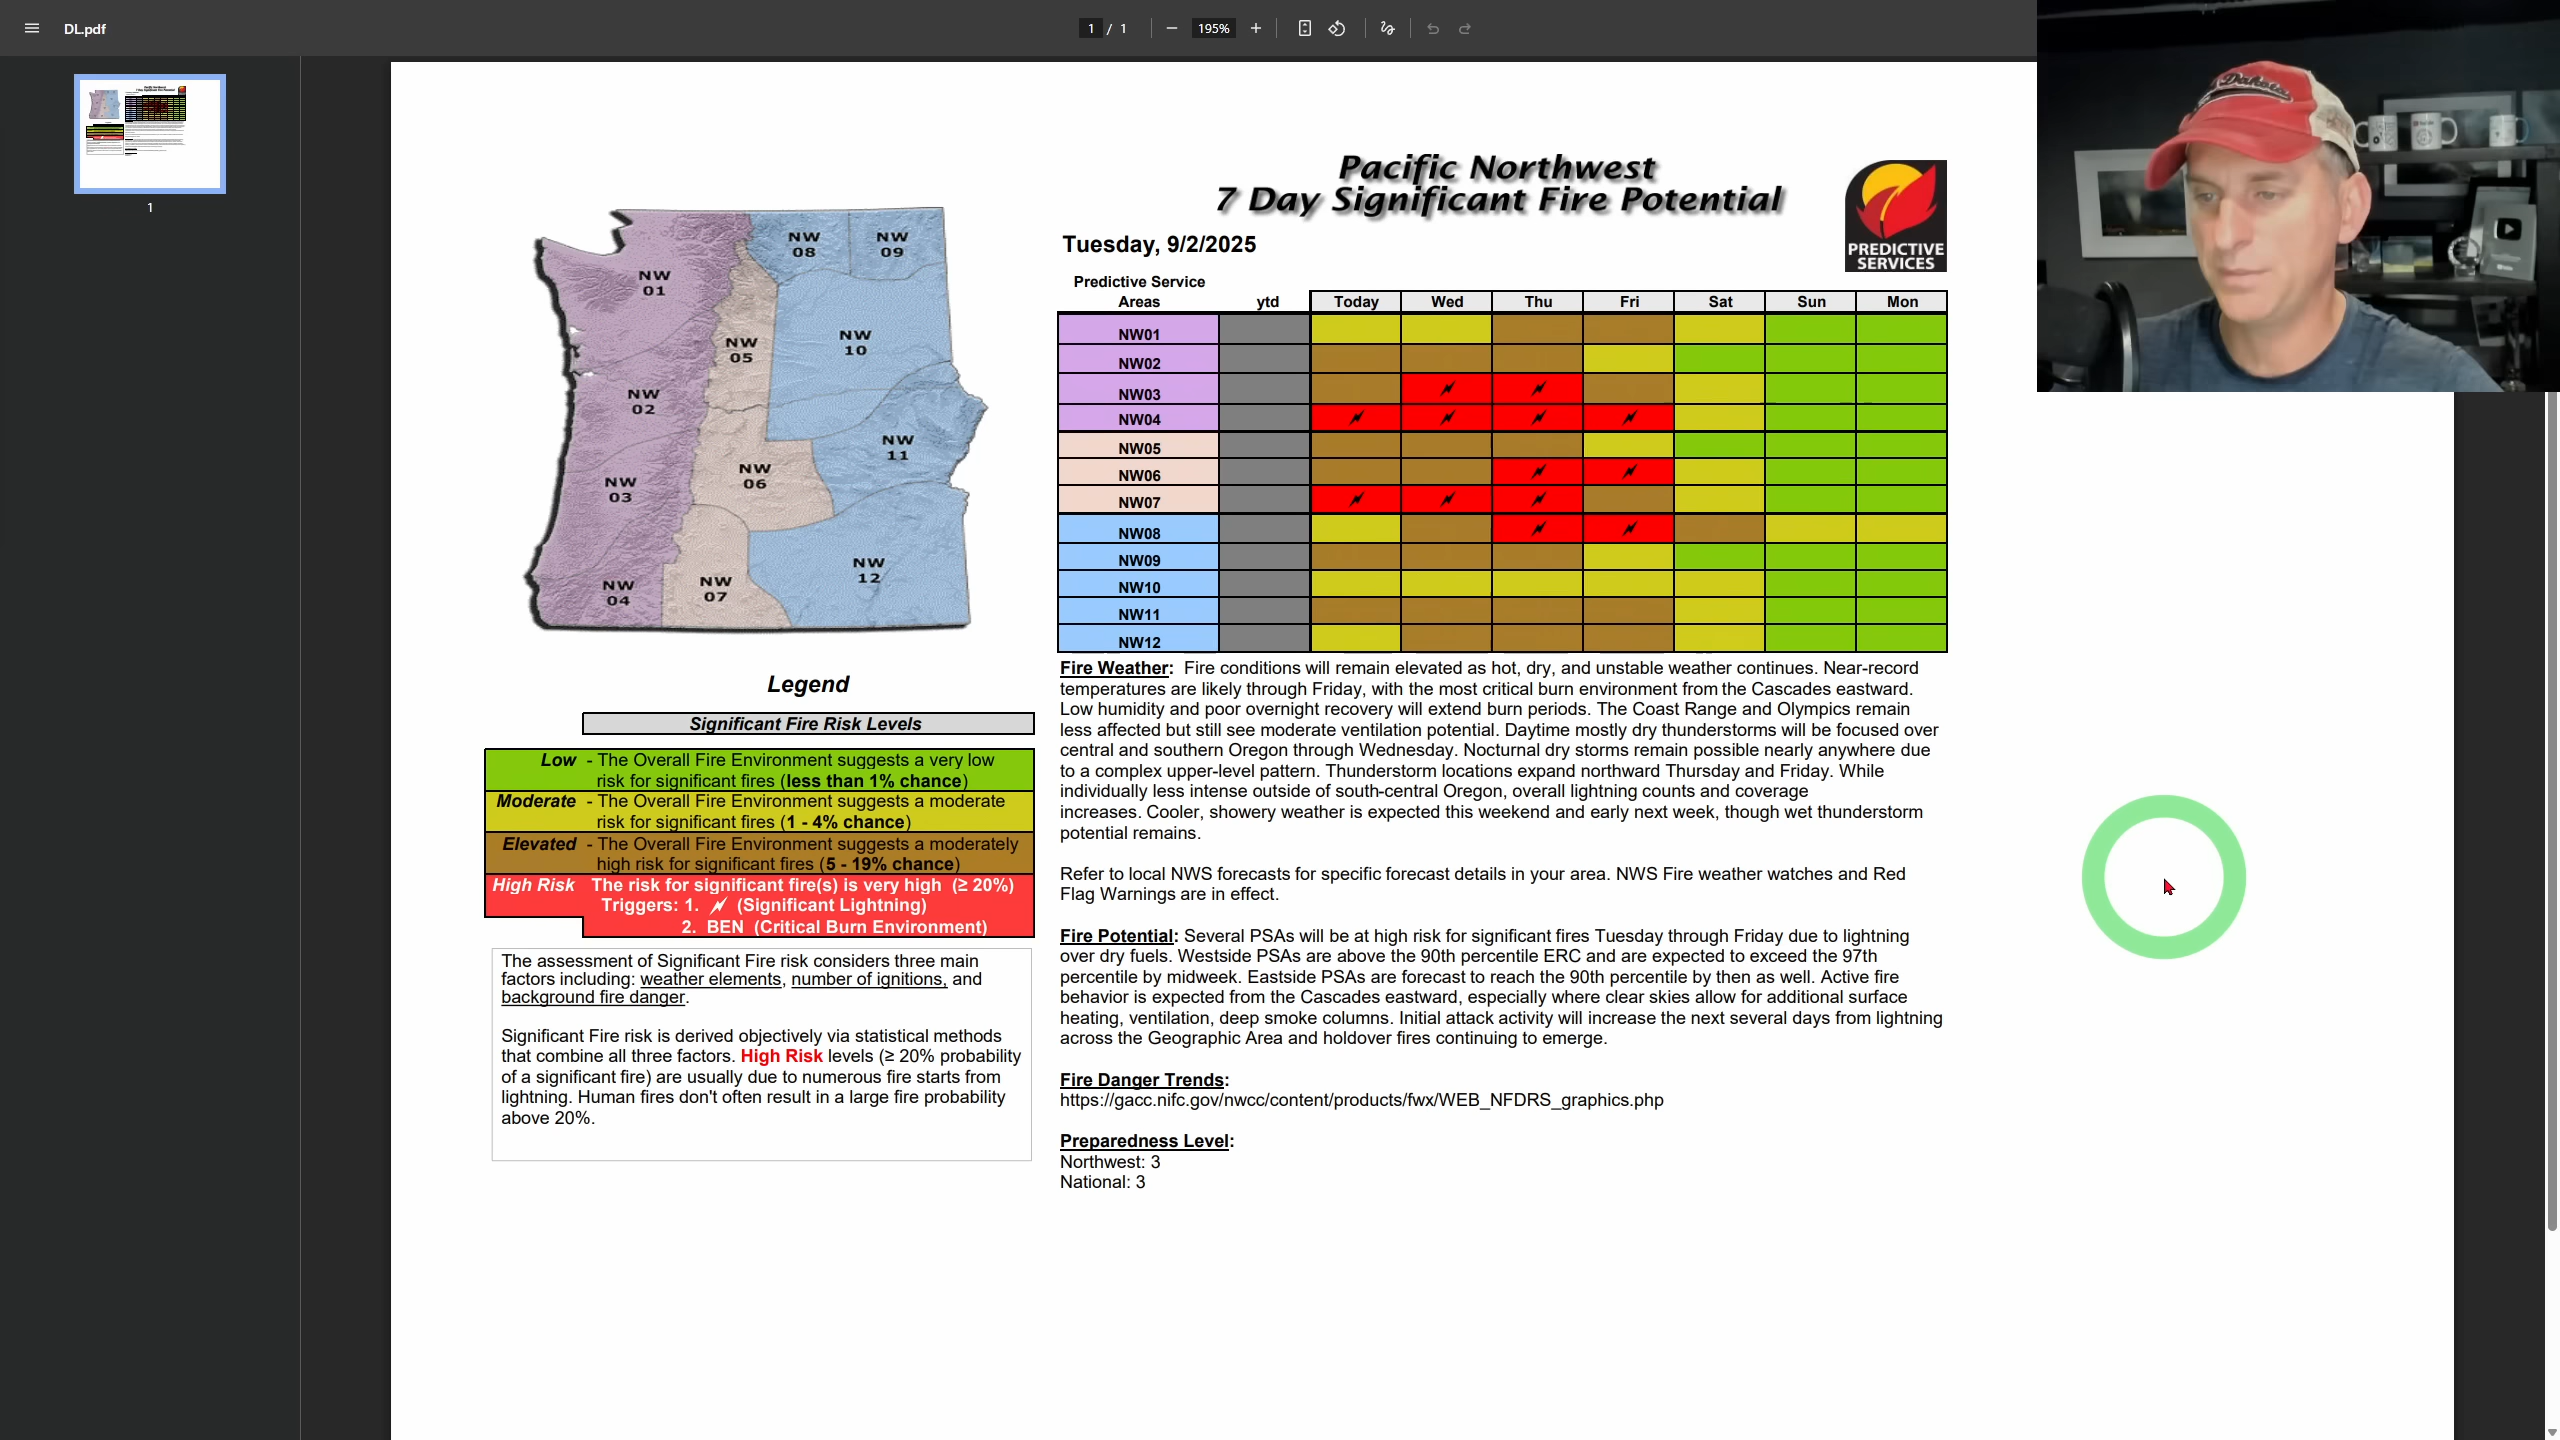 DL.pdf
1 / 1
195%
1
Dakota
Pacific Northwest
7 Day Significant Fire Potential
PREDICTIVE
SERVICES
Tuesday, 9/2/2025
Predictive Service
Areas ytd Today Wed Thu Fri Sat Sun Mon
NW01
NW02
NW03
NW04
NW05
NW06
NW07
NW08
NW09
NW10
NW11
NW12
NW
01
NW
02
NW
03
NW
04
NW
05
NW
06
NW
07
NW
08
NW
09
NW
10
NW
11
NW
12
Legend
Significant Fire Risk Levels
Low - The Overall Fire Environment suggests a very low
risk for significant fires (less than 1% chance)
Moderate - The Overall Fire Environment suggests a moderate
risk for significant fires (1 - 4% chance)
Elevated - The Overall Fire Environment suggests a moderately
high risk for significant fires (5 - 19% chance)
High Risk The risk for significant fire(s) is very high (≥ 20%)
Triggers: 1. (Significant Lightning)
2. BEN (Critical Burn Environment)
The assessment of Significant Fire risk considers three main
factors including: weather elements, number of ignitions, and
background fire danger.
Significant Fire risk is derived objectively via statistical methods
that combine all three factors. High Risk levels (≥ 20% probability
of a significant fire) are usually due to numerous fire starts from
lightning. Human fires don't often result in a large fire probability
above 20%.
Fire Weather: Fire conditions will remain elevated as hot, dry, and unstable weather continues. Near-record
temperatures are likely through Friday, with the most critical burn environment from the Cascades eastward.
Low humidity and poor overnight recovery will extend burn periods. The Coast Range and Olympics remain
less affected but still see moderate ventilation potential. Daytime mostly dry thunderstorms will be focused over
central and southern Oregon through Wednesday. Nocturnal dry storms remain possible nearly anywhere due
to a complex upper-level pattern. Thunderstorm locations expand northward Thursday and Friday. While
individually less intense outside of south-central Oregon, overall lightning counts and coverage
increases. Cooler, showery weather is expected this weekend and early next week, though wet thunderstorm
potential remains.
Refer to local NWS forecasts for specific forecast details in your area. NWS Fire weather watches and Red
Flag Warnings are in effect.
Fire Potential: Several PSAs will be at high risk for significant fires Tuesday through Friday due to lightning
over dry fuels. Westside PSAs are above the 90th percentile ERC and are expected to exceed the 97th
percentile by midweek. Eastside PSAs are forecast to reach the 90th percentile by then as well. Active fire
behavior is expected from the Cascades eastward, especially where clear skies allow for additional surface
heating, ventilation, deep smoke columns. Initial attack activity will increase the next several days from lightning
across the Geographic Area and holdover fires continuing to emerge.
Fire Danger Trends:
https://gacc.nifc.gov/nwcc/content/products/fwx/WEB_NFDRS_graphics.php
Preparedness Level:
Northwest: 3
National: 3